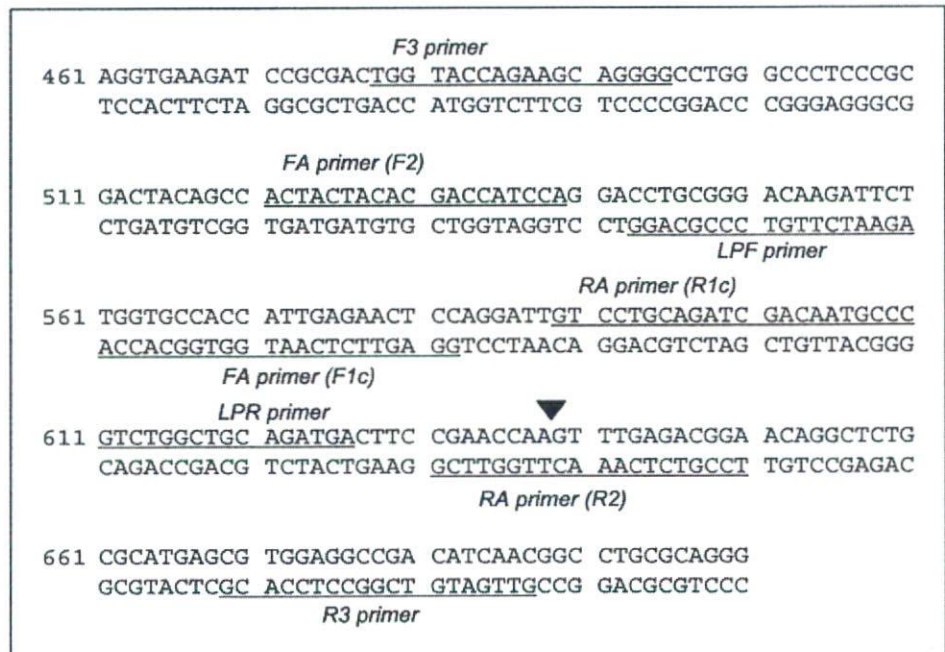 F3 primer
461 AGGTGAAGAT CCGCGACTGG TACCAGAAGC AGGGGCCTGG GCCCTCCCGC
TCCACTTCTA GGCGCTGACC ATGGTCTTCG TCCCCGGACC CGGGAGGGCG
FA primer (F2)
511 GACTACAGCC ACTACTACAC GACCATCCAG GACCTGCGGG ACAAGATTCT
CTGATGTCGG TGATGATGTG CTGGTAGGTC CTGGACGCCC TGTTCTAAGA
LPF primer
RA primer (R1c)
561 TGGTGCCACC ATTGAGAACT CCAGGATTGT CCTGCAGATC GACAATGCCC
ACCACGGTGG TAACTCTTGA GGTCCTAACA GGACGTCTAG CTGTTACGGG
FA primer (F1c)
LPR primer
611 GTCTGGCTGC AGATGACTTC CGAACCAAGT TTGAGACGGA ACAGGCTCTG
CAGACCGACG TCTACTGAAG GCTTGGTTCA AACTCTGCCT TGTCCGAGAC
RA primer (R2)
661 CGCATGAGCG TGGAGGCCGA CATCAACGGC CTGCGCAGGG
GCGTACTCGC ACCTCCGGCT GTAGTTGCCG GACGCGTCCC
R3 primer